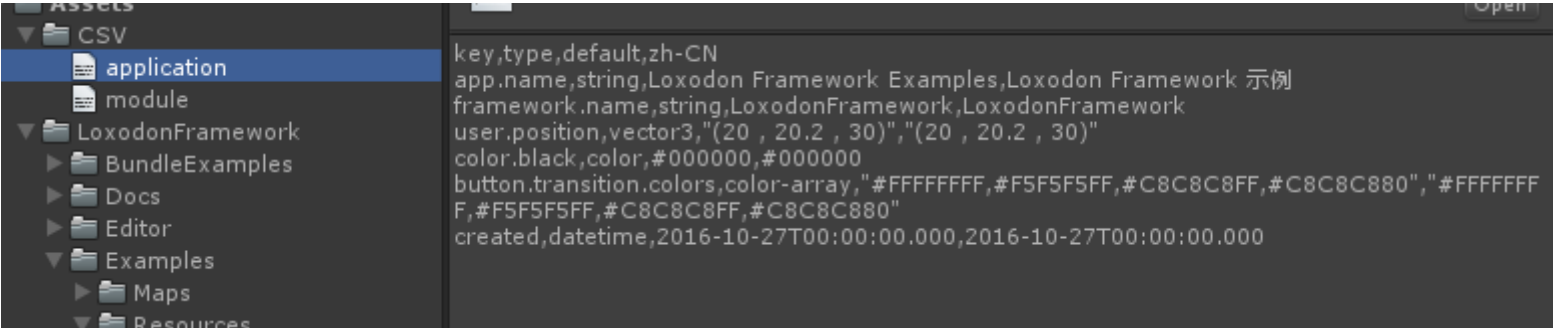 Assets
CSV
application
module
LoxodonFramework
BundleExamples
Docs
Editor
Examples
Maps
Resources
Open
key,type,default,zh-CN
app.name,string,Loxodon Framework Examples,Loxodon Framework 示例
framework.name,string,LoxodonFramework,LoxodonFramework
user.position,vector3,"(20 , 20.2 , 30)","(20 , 20.2 , 30)"
color.black,color,#000000,#000000
button.transition.colors,color-array,"#FFFFFFFF,#F5F5F5FF,#C8C8C8FF,#C8C8C880","#FFFFFFF
F,#F5F5F5FF,#C8C8C8FF,#C8C8C880"
created,datetime,2016-10-27T00:00:00.000,2016-10-27T00:00:00.000